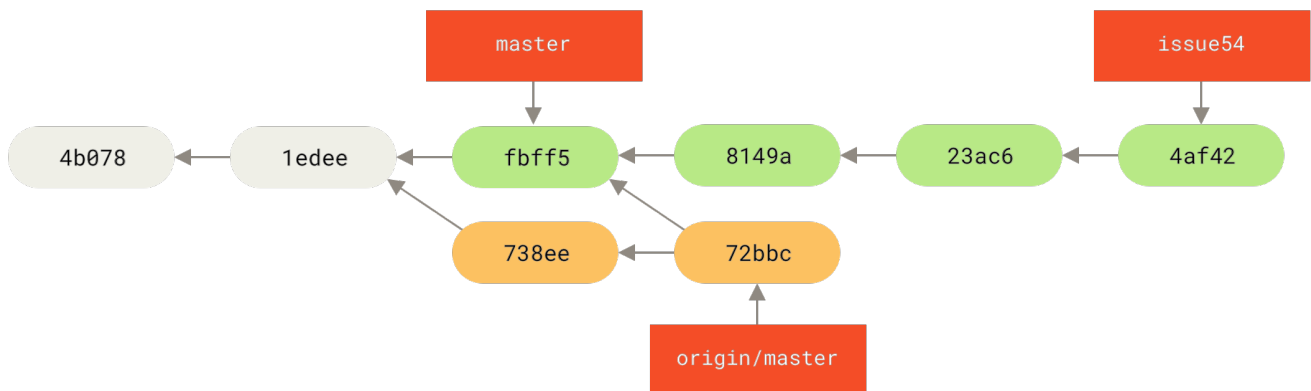 master
issue54
4b078
1edee
fbff5
8149a
23ac6
4af42
738ee
72bbc
origin/master